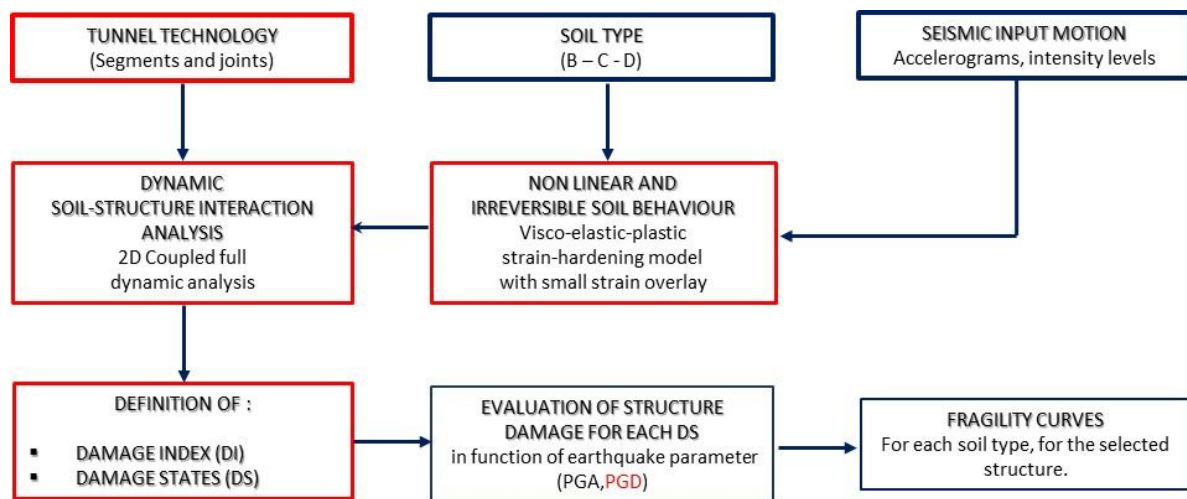 TUNNEL TECHNOLOGY
(Segments and joints)
SOIL TYPE
(B – C - D)
SEISMIC INPUT MOTION
Accelerograms, intensity levels
DYNAMIC
SOIL-STRUCTURE INTERACTION
ANALYSIS
2D Coupled full
dynamic analysis
NON LINEAR AND
IRREVERSIBLE SOIL BEHAVIOUR
Visco-elastic-plastic
strain-hardening model
with small strain overlay
DEFINITION OF :
▪ DAMAGE INDEX (DI)
▪ DAMAGE STATES (DS)
EVALUATION OF STRUCTURE
DAMAGE FOR EACH DS
in function of earthquake parameter
(PGA,PGD)
FRAGILITY CURVES
For each soil type, for the selected
structure.